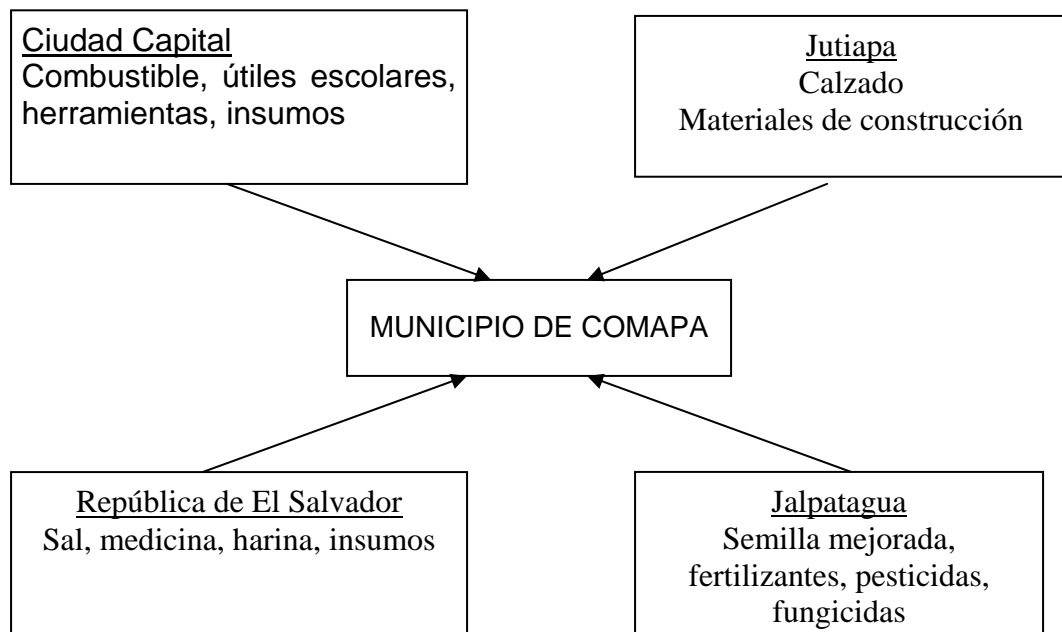 Ciudad Capital
Combustible, útiles escolares,
herramientas, insumos
Jutiapa
Calzado
Materiales de construcción
MUNICIPIO DE COMAPA
República de El Salvador
Sal, medicina, harina, insumos
Jalpatagua
Semilla mejorada,
fertilizantes, pesticidas,
fungicidas